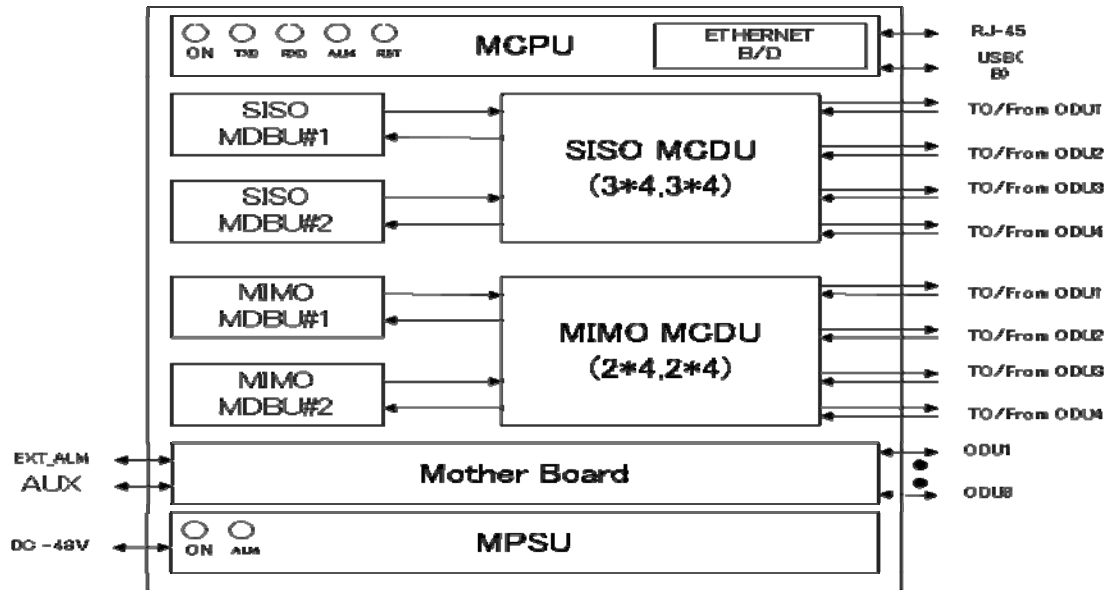 ON TXD RXD ALM RST
MCPU
ETHERNET
B/D
RJ-45
USB(
B)
SISO
MDBU#1
SISO
MDBU#2
SISO MCDU
(3*4,3*4)
TO/From ODU1
TO/From ODU2
TO/From ODU3
TO/From ODU4
MIMO
MDBU#1
MIMO
MDBU#2
MIMO MCDU
(2*4,2*4)
TO/From ODU1
TO/From ODU2
TO/From ODU3
TO/From ODU4
EXT_ALM
AUX
Mother Board
ODU1
DC -48V
ON ALM
MPSU